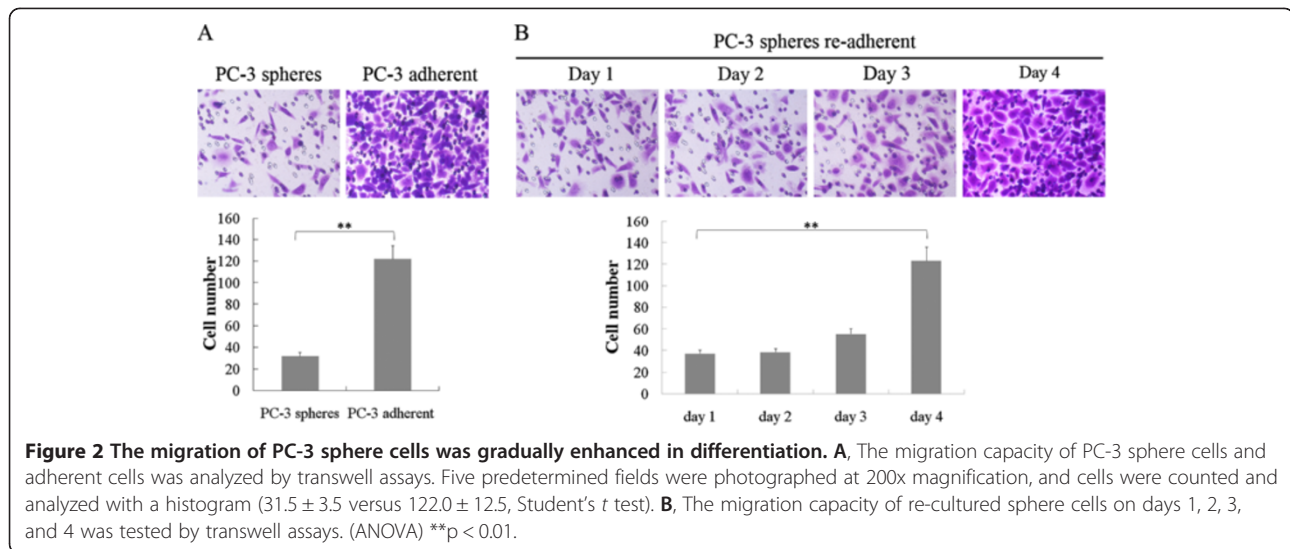 A
B
PC-3 spheres re-adherent
PC-3 spheres PC-3 adherent
Day 1 Day 2 Day 3 Day 4
160
140
120
100
80
60
40
20
0
Cell number
**
PC-3 spheres PC-3 adherent
160
140
120
100
80
60
40
20
0
Cell number
**
day 1 day 2 day 3 day 4
Figure 2 The migration of PC-3 sphere cells was gradually enhanced in differentiation. A, The migration capacity of PC-3 sphere cells and
adherent cells was analyzed by transwell assays. Five predetermined fields were photographed at 200x magnification, and cells were counted and
analyzed with a histogram (31.5 ± 3.5 versus 122.0 ± 12.5, Student's t test). B, The migration capacity of re-cultured sphere cells on days 1, 2, 3,
and 4 was tested by transwell assays. (ANOVA) **p < 0.01.